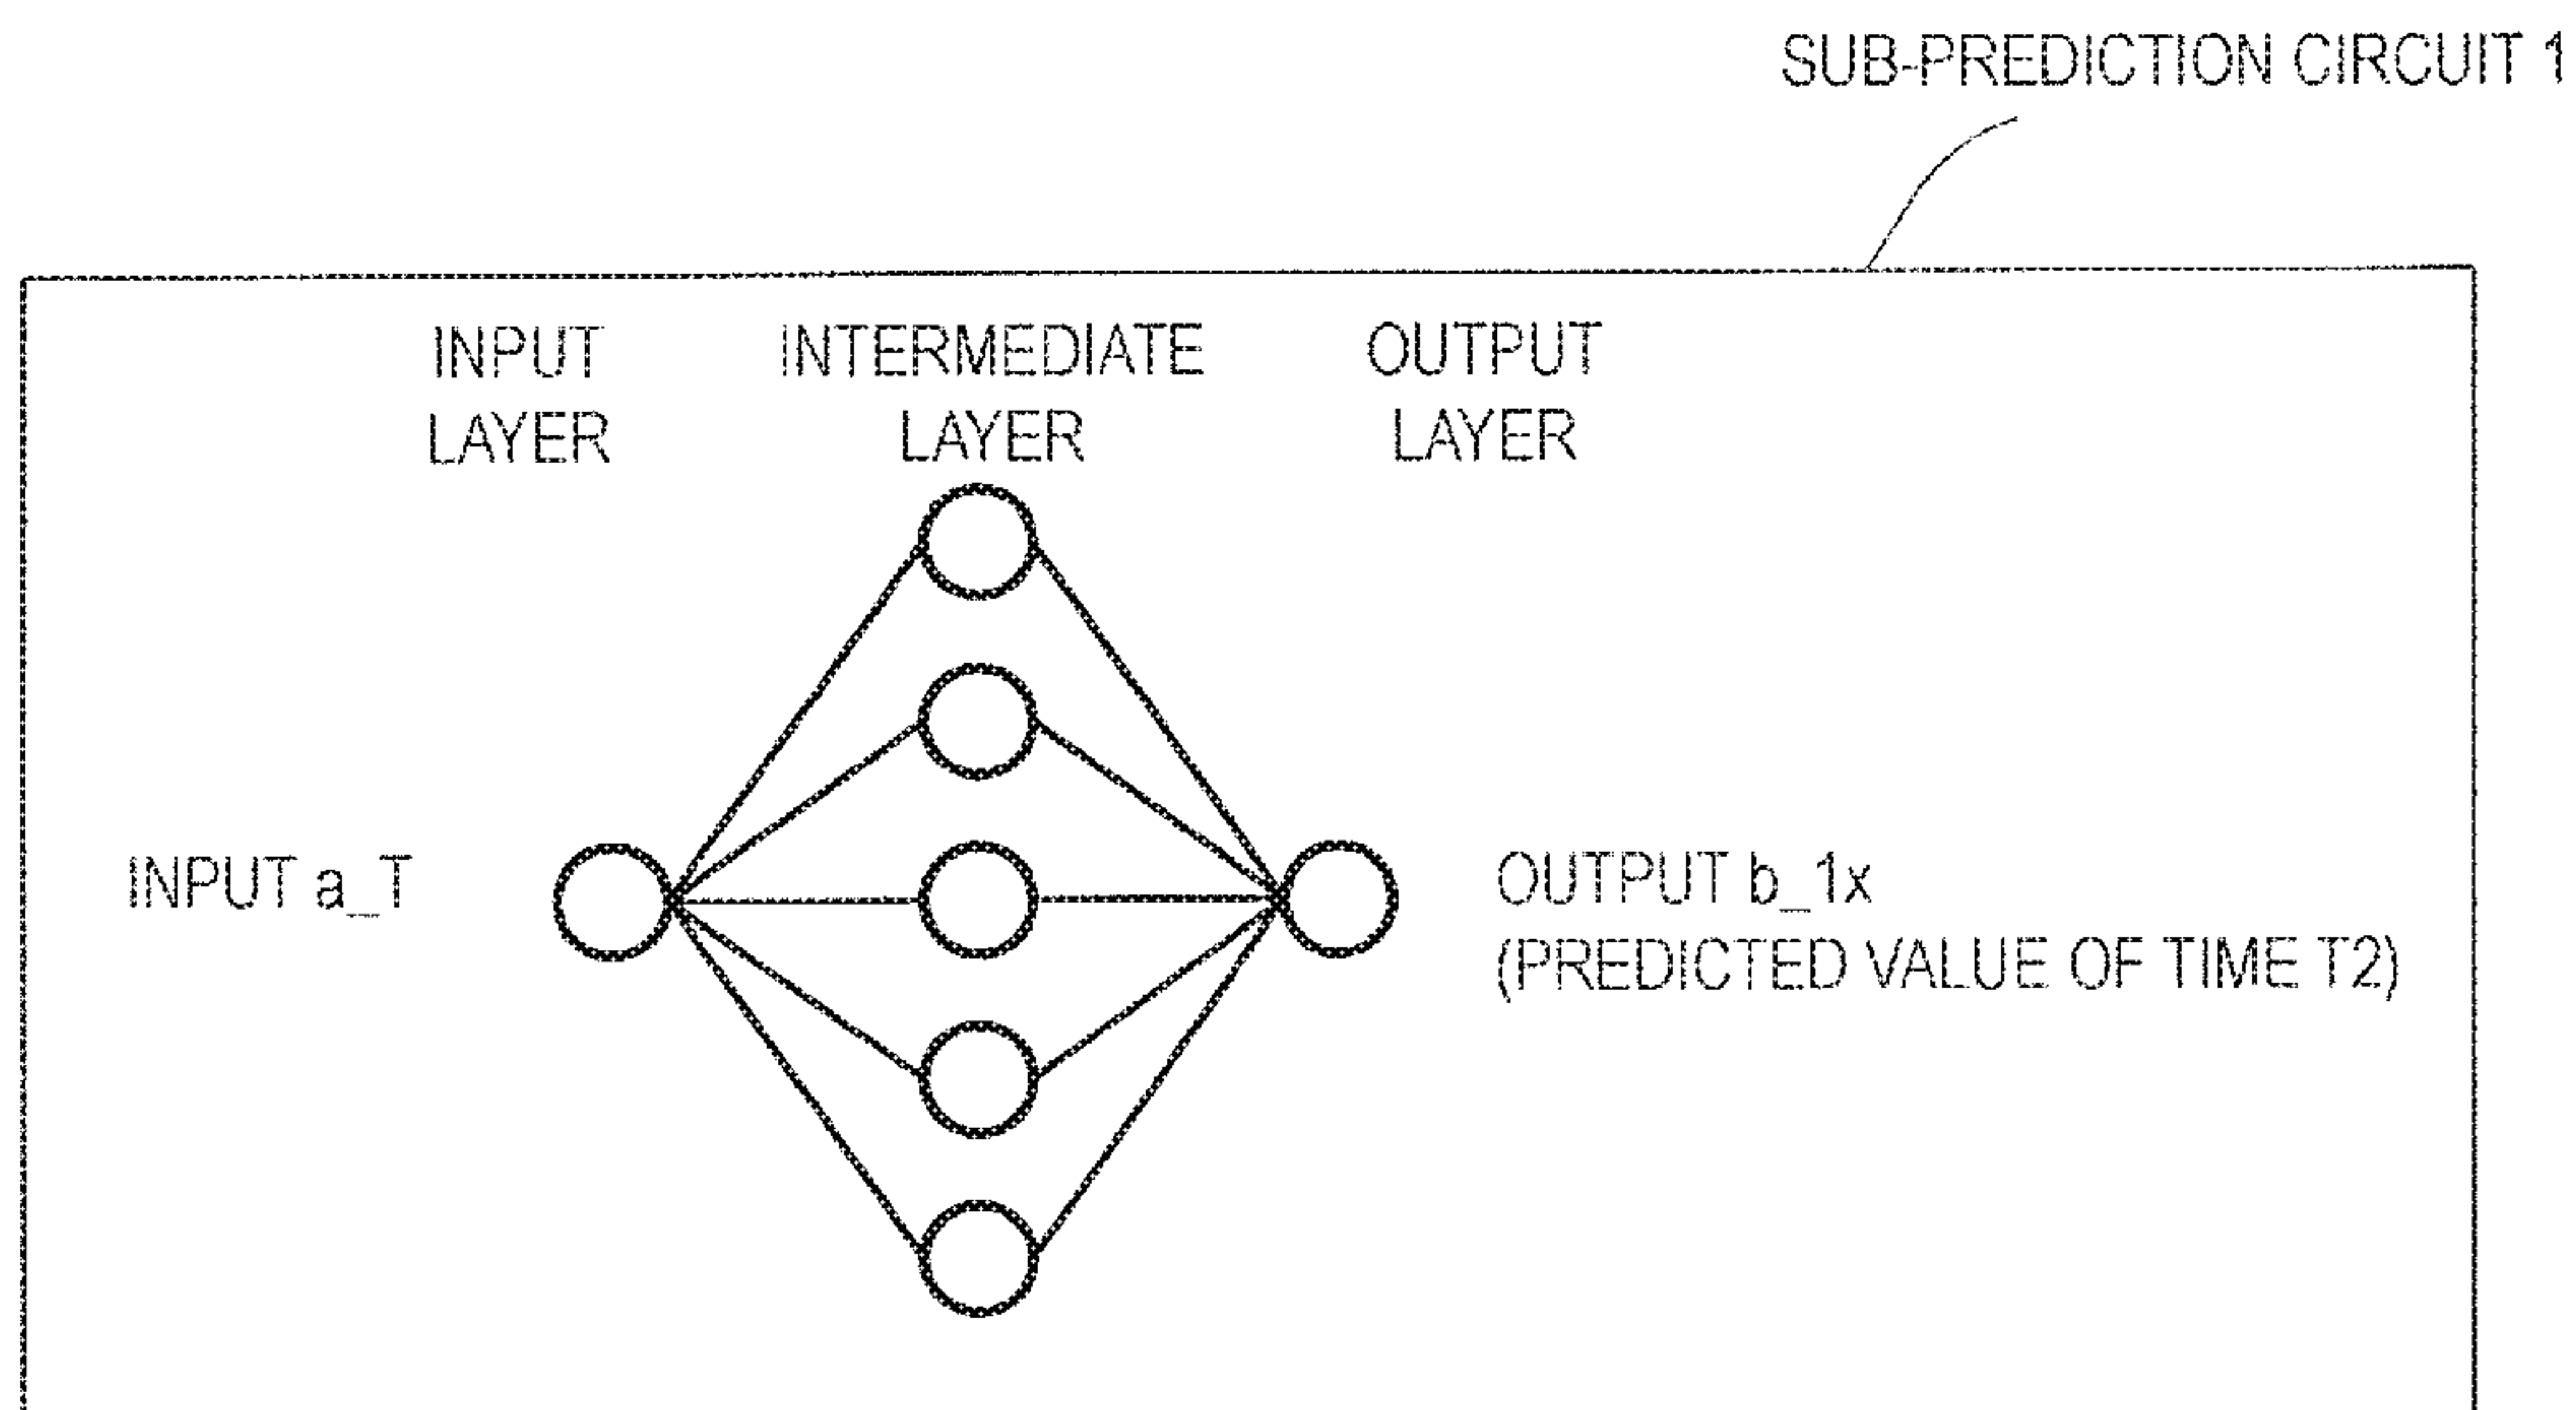 SUB-PREDICTION CIRCUIT 1
INPUT
LAYER
INTERMEDIATE
LAYER
OUTPUT
LAYER
INPUT a_T
OUTPUT b_1x
(PREDICTED VALUE OF TIME T2)